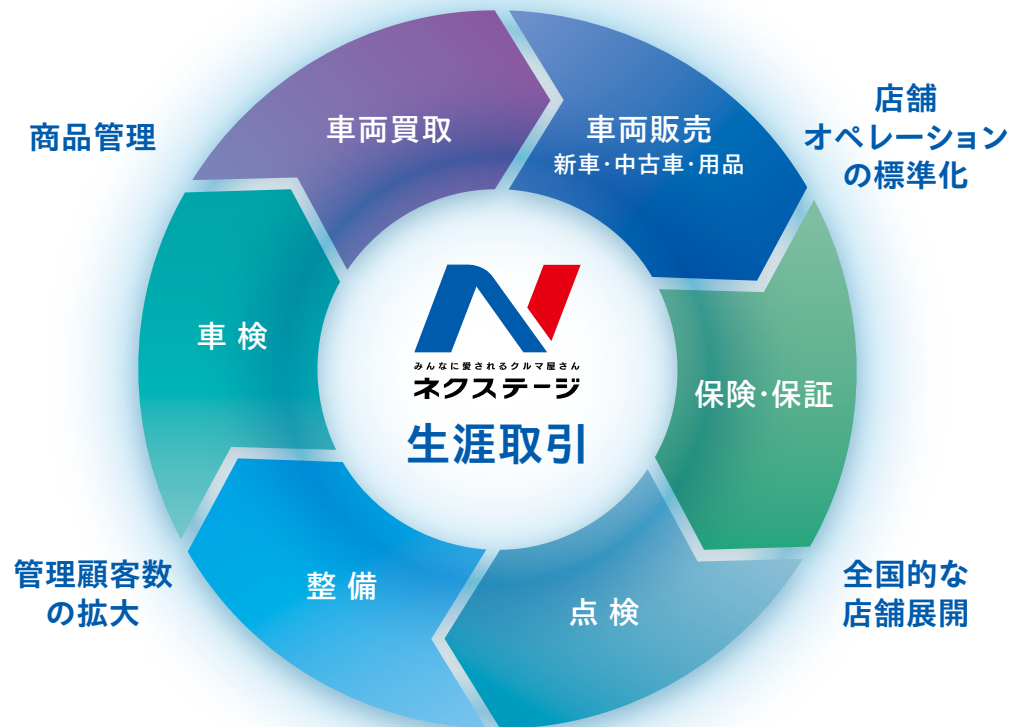 商品管理
車両買取
車両販売
新車・中古車・用品
店舗
オペレーション
の標準化
車検
保険・保証
みんなに愛されるクルマ屋さん
ネクステージ
生涯取引
整備
点検
管理顧客数
の拡大
全国的な
店舗展開